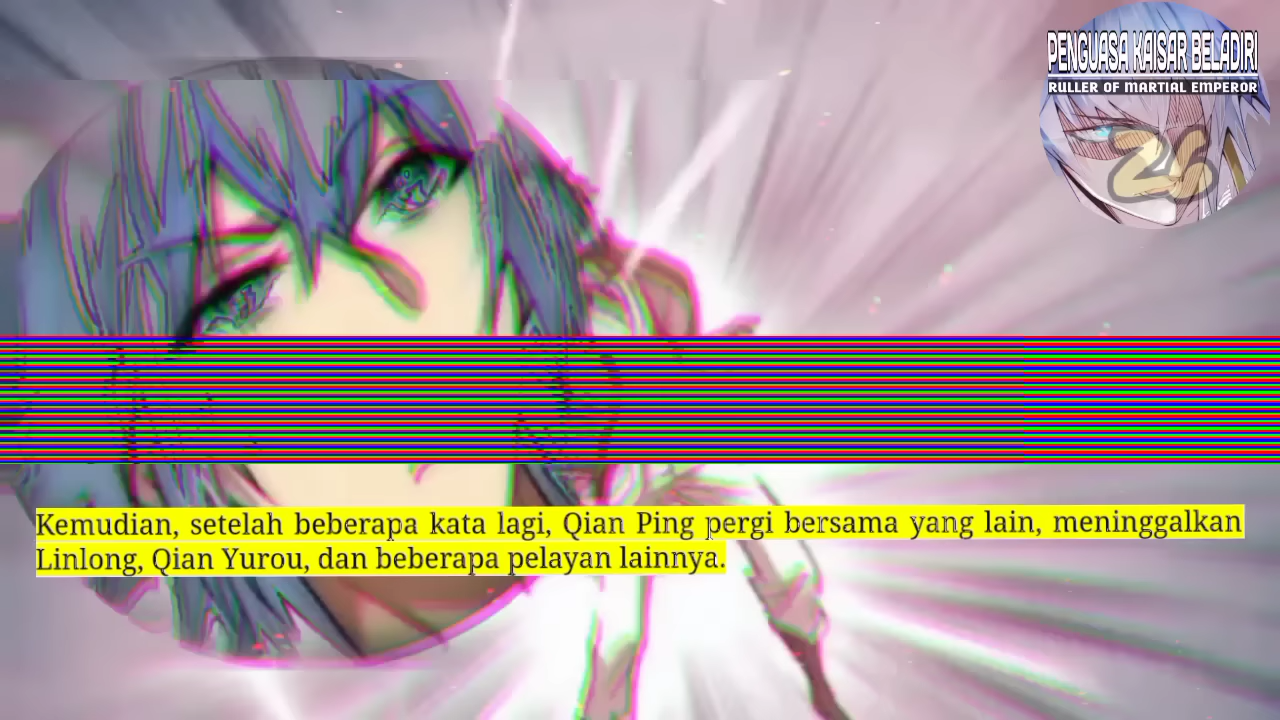 PENGUASA KAISAR BELADIRI
RULLER OF MARTIAL EMPEROR
26
Kemudian, setelah beberapa kata lagi, Qian Ping pergi bersama yang lain, meninggalkan
Linlong, Qian Yurou, dan beberapa pelayan lainnya.